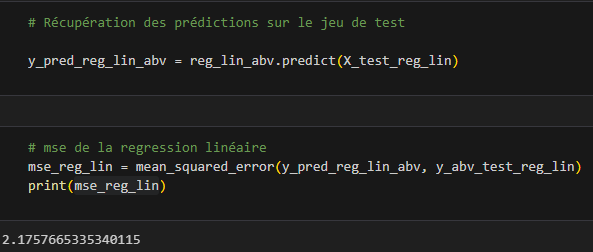 # Récupération des prédictions sur le jeu de test
y_pred_reg_lin_abv = reg_lin_abv.predict(X_test_reg_lin)
# mse de la regression linéaire
mse_reg_lin = mean_squared_error(y_pred_reg_lin_abv, y_abv_test_reg_lin)
print(mse_reg_lin)
2.1757665335340115